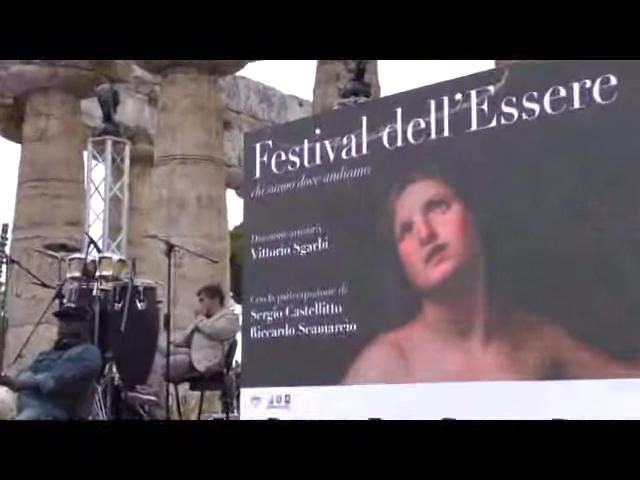 Festival dell'Essere
chi siamo dove andiamo
Direzione artistica
Vittorio Sgarbi
Con la partecipazione di
Sergio Castellitto
Riccardo Scamarcio